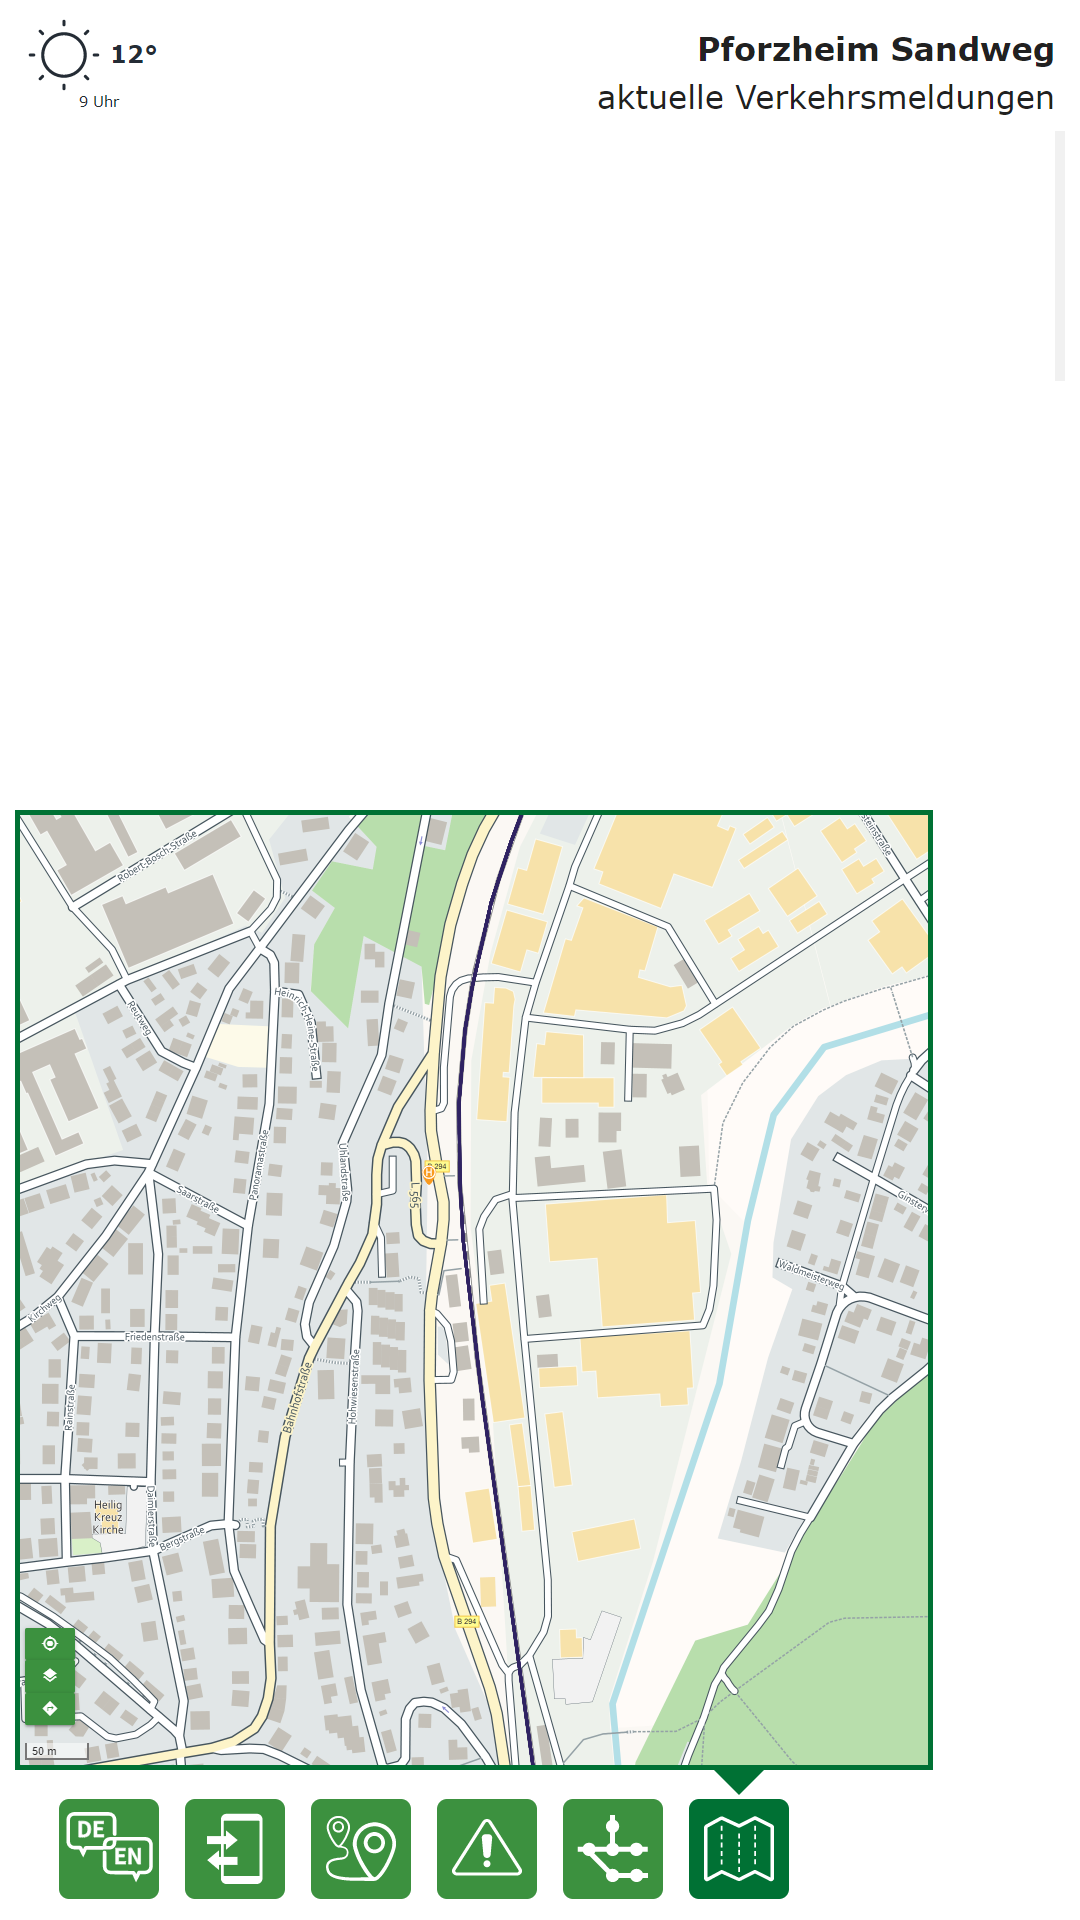 12°
9 Uhr
Pforzheim Sandweg
aktuelle Verkehrsmeldungen
Robert-Bosch-Straße
Reutweg
Heinrich-Heine-Straße
Panoramastraße
Uhlandstraße
Saarstraße
L 565
294
Kirchweg
Friedenstraße
Rainstraße
Bahnhofstraße
Hohwiesenstraße
Waldmeisterweg
Heilig
Kreuz
Kirche
Daimlerstraße
Bergstraße
B 294
50 m
DE
EN